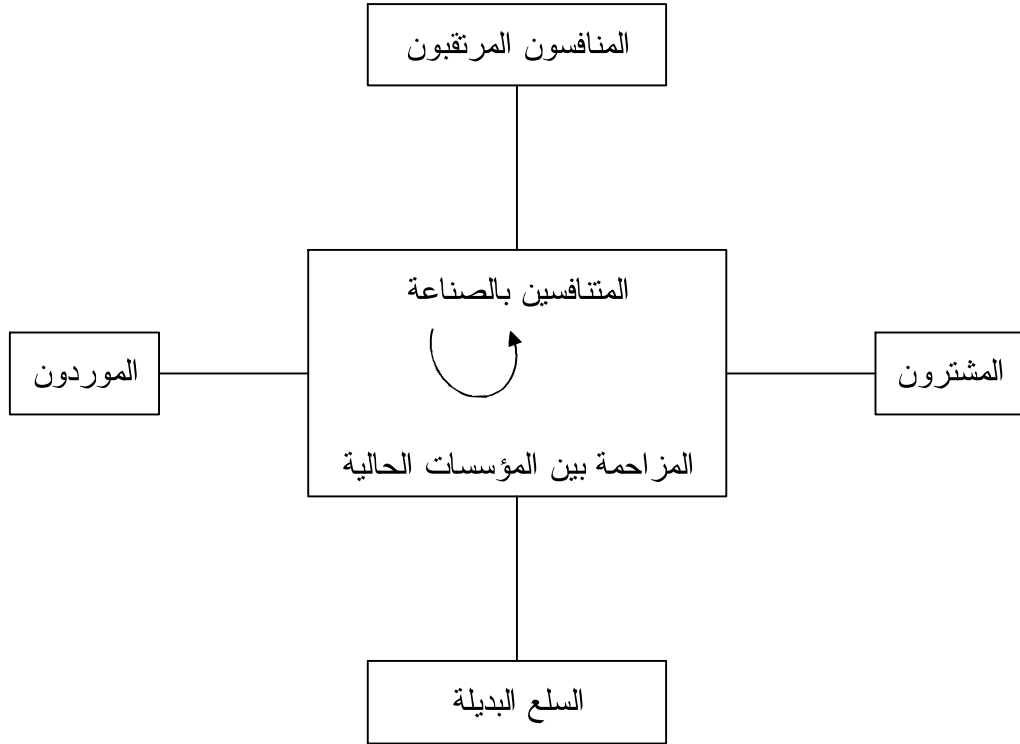 المنافسون المرتقبون
المتنافسين بالصناعة
المشترون
الموردون
المزاحمة بين المؤسسات الحالية
السلع البديلة